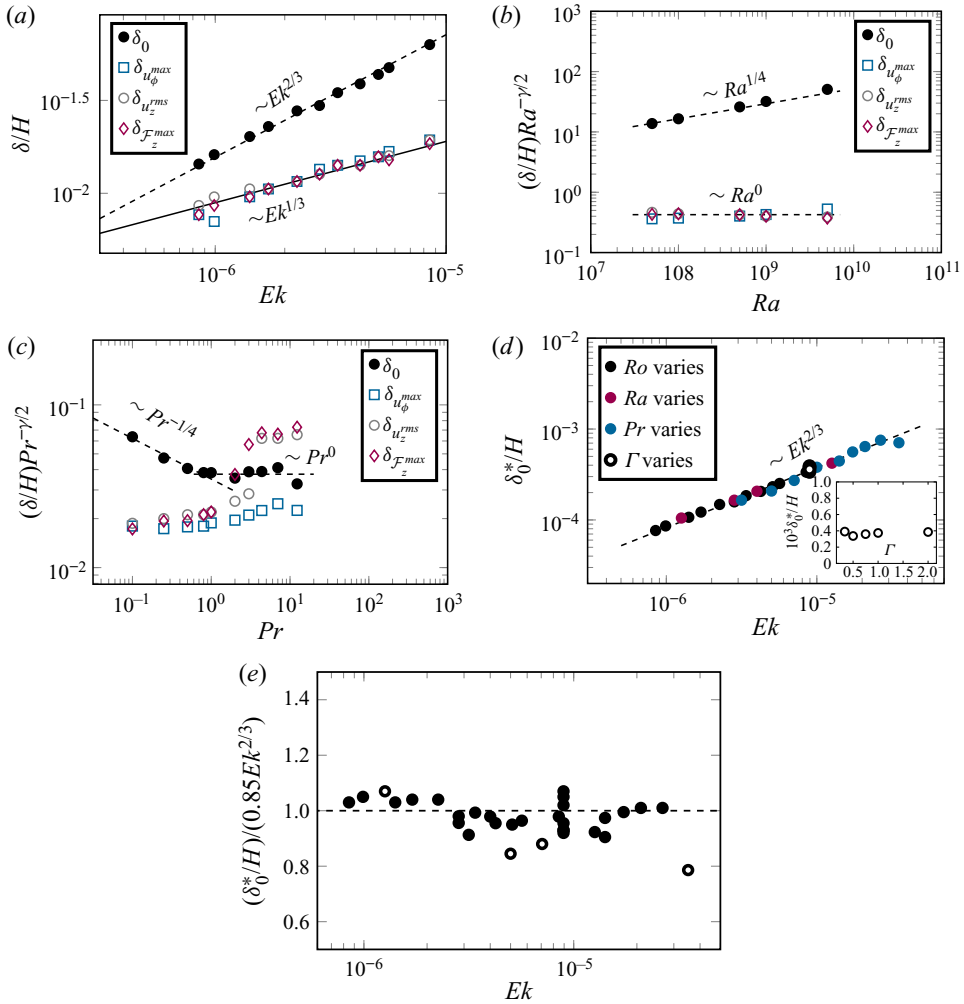 (a)
δ/H
10^{-1.5}
10^{-2}
δ_0
δ_{u_ϕ^{max}}
δ_{u_z^{rms}}
δ_{\mathcal{F}_z^{max}}
~Ek^{2/3}
~Ek^{1/3}
10^{-6}
10^{-5}
Ek
(b)
(δ/H)Ra^{-γ/2}
10^3
10^2
10^1
10^0
10^{-1}
δ_0
δ_{u_ϕ^{max}}
δ_{u_z^{rms}}
δ_{\mathcal{F}_z^{max}}
~ Ra^{1/4}
~ Ra^0
10^7
10^8
10^9
10^{10}
10^{11}
Ra
(c)
(δ/H)Pr^{-γ/2}
10^{-1}
10^{-2}
δ_0
δ_{u_ϕ^{max}}
δ_{u_z^{rms}}
δ_{\mathcal{F}_z^{max}}
~ Pr^{-1/4}
~ Pr^0
10^{-1}
10^0
10^1
10^2
10^3
Pr
(d)
δ_0^*/H
10^{-2}
10^{-3}
10^{-4}
Ro varies
Ra varies
Pr varies
Γ varies
~ Ek^{2/3}
10^3δ_0^*/H
1.0
0.8
0.6
0.4
0.2
0
Γ
0.5
1.0
1.5
2.0
10^{-6}
10^{-5}
Ek
(e)
(δ_0^*/H)/(0.85Ek^{2/3})
1.4
1.2
1.0
0.8
0.6
10^{-6}
10^{-5}
Ek